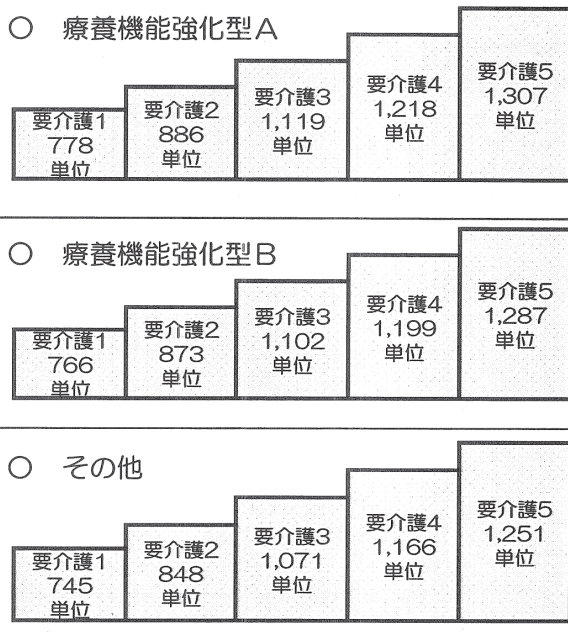 ○ 療養機能強化型A
要介護1
778
単位
要介護2
886
単位
要介護3
1,119
単位
要介護4
1,218
単位
要介護5
1,307
単位
○ 療養機能強化型B
要介護1
766
単位
要介護2
873
単位
要介護3
1,102
単位
要介護4
1,199
単位
要介護5
1,287
単位
○ その他
要介護1
745
単位
要介護2
848
単位
要介護3
1,071
単位
要介護4
1,166
単位
要介護5
1,251
単位